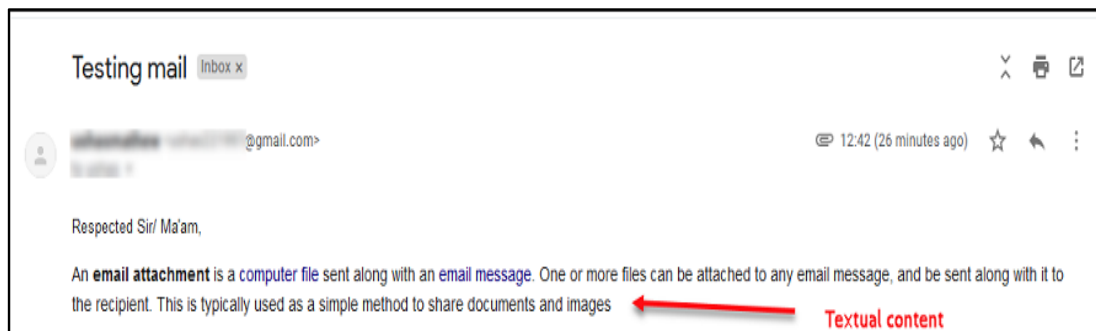 Testing mail Inbox x
@gmail.com> 12:42 (26 minutes ago)
Respected Sir/ Ma'am,
An email attachment is a computer file sent along with an email message. One or more files can be attached to any email message, and be sent along with it to
the recipient. This is typically used as a simple method to share documents and images
Textual content